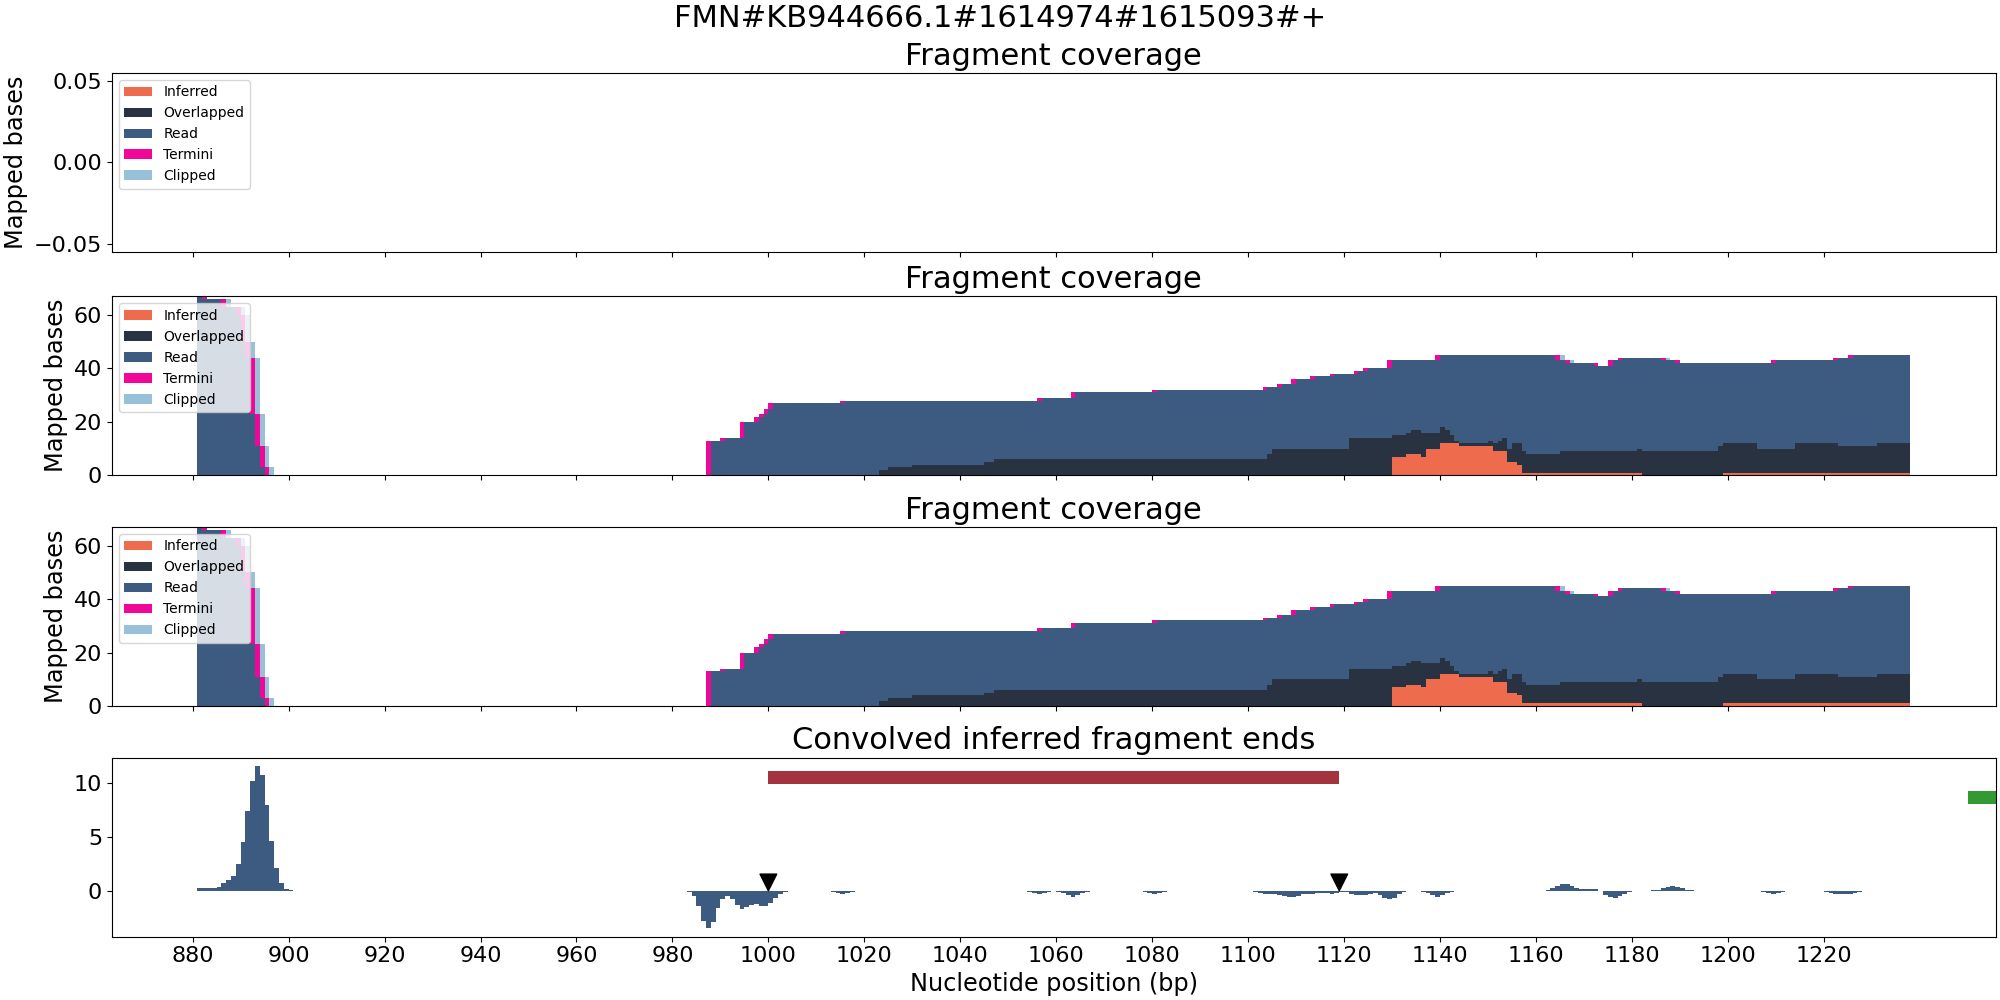 FMN#KB944666.1#1614974#1615093#+
Fragment coverage
Mapped bases
0.05
0.00
−0.05
Inferred
Overlapped
Read
Termini
Clipped
Fragment coverage
Mapped bases
60
40
20
0
Inferred
Overlapped
Read
Termini
Clipped
Fragment coverage
Mapped bases
60
40
20
0
Inferred
Overlapped
Read
Termini
Clipped
Convolved inferred fragment ends
10
5
0
880 900 920 940 960 980 1000 1020 1040 1060 1080 1100 1120 1140 1160 1180 1200 1220
Nucleotide position (bp)